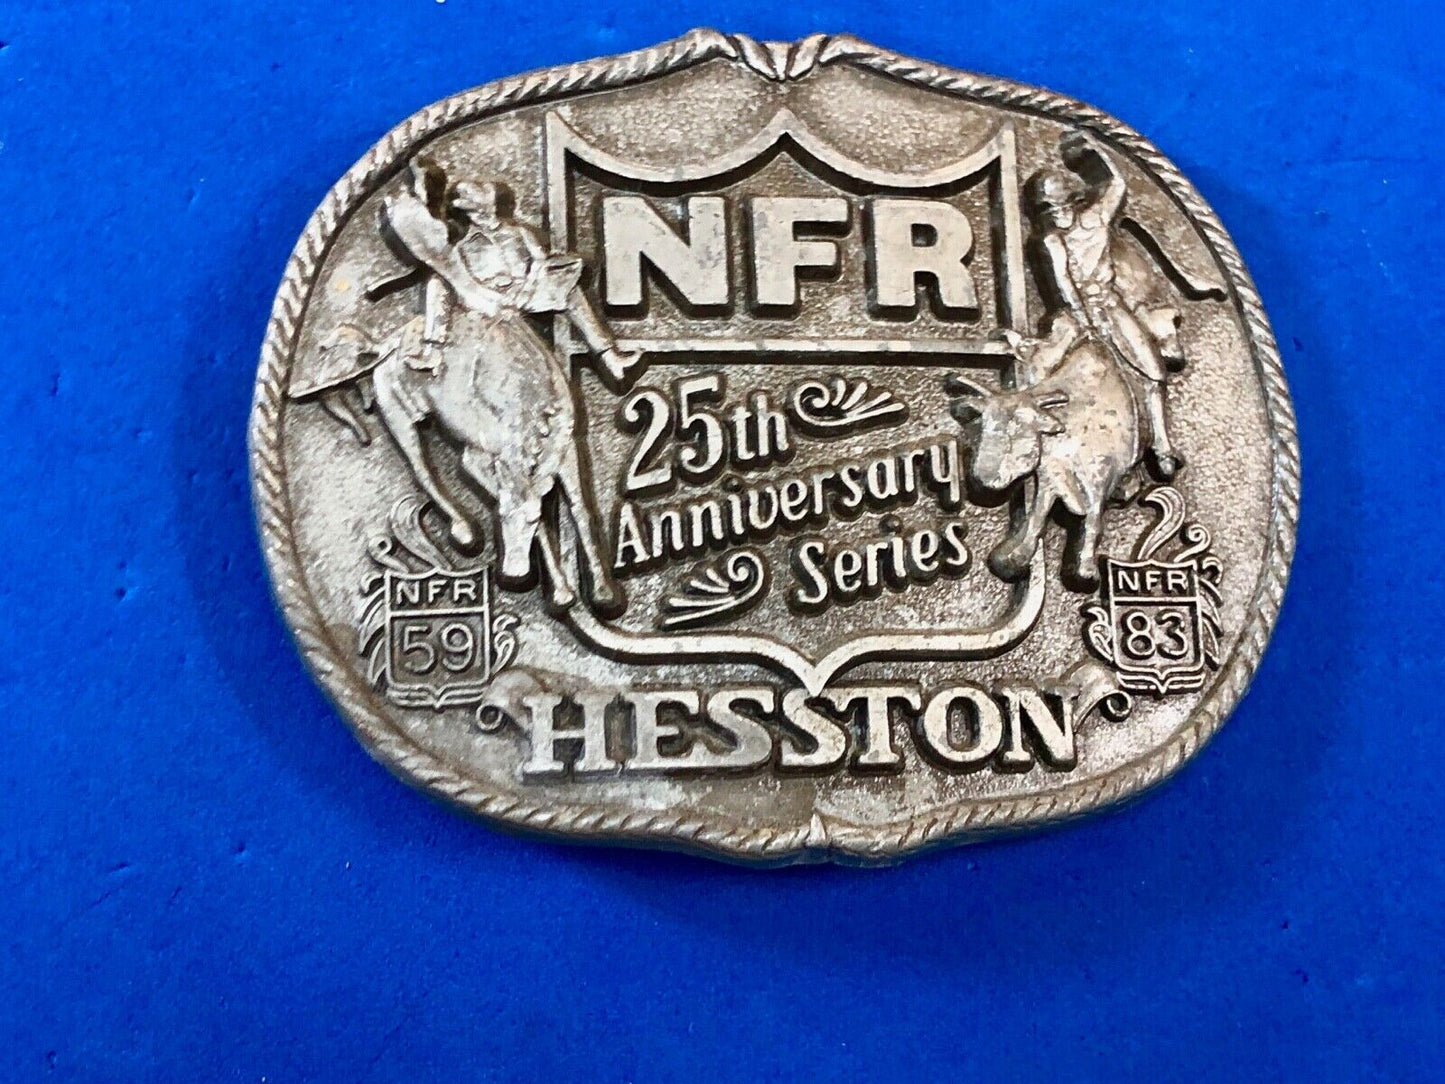 NFR
25th
Anniversary
Series
NFR
59
NFR
83
HESSTON